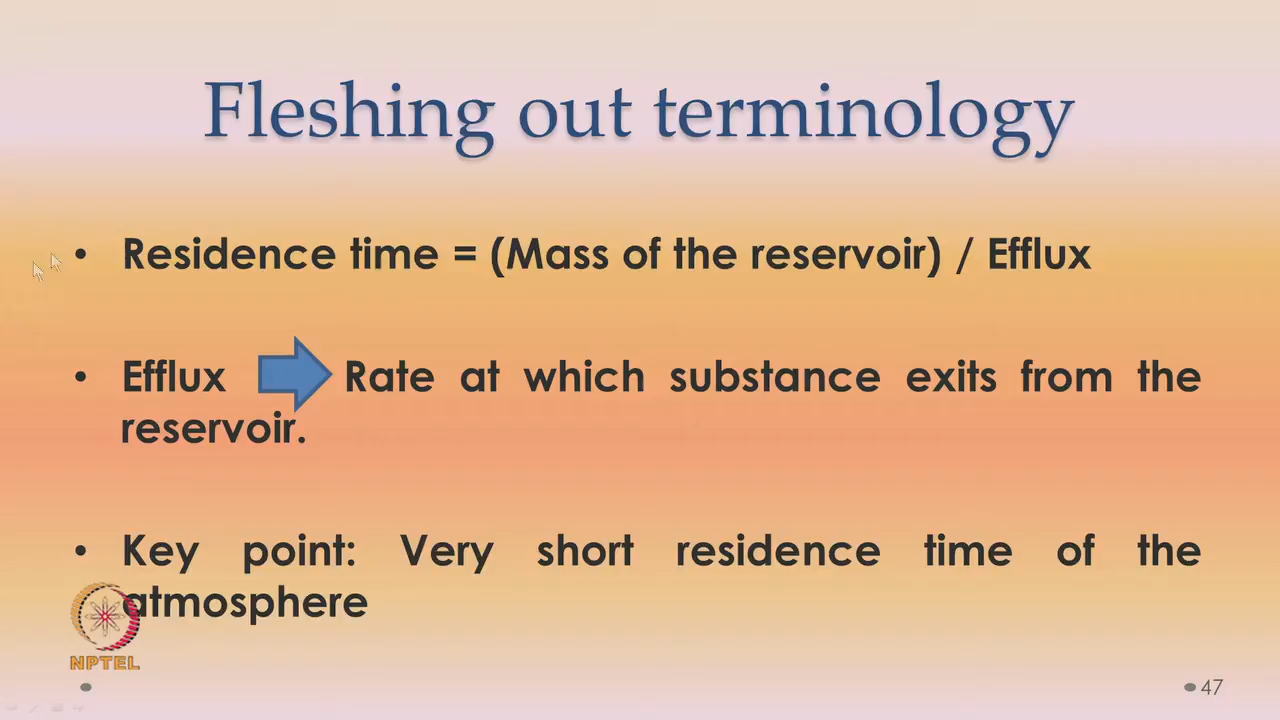 Fleshing out terminology
• Residence time = (Mass of the reservoir) / Efflux
• Efflux Rate at which substance exits from the
reservoir.
• Key point: Very short residence time of the
atmosphere
NPTEL
47